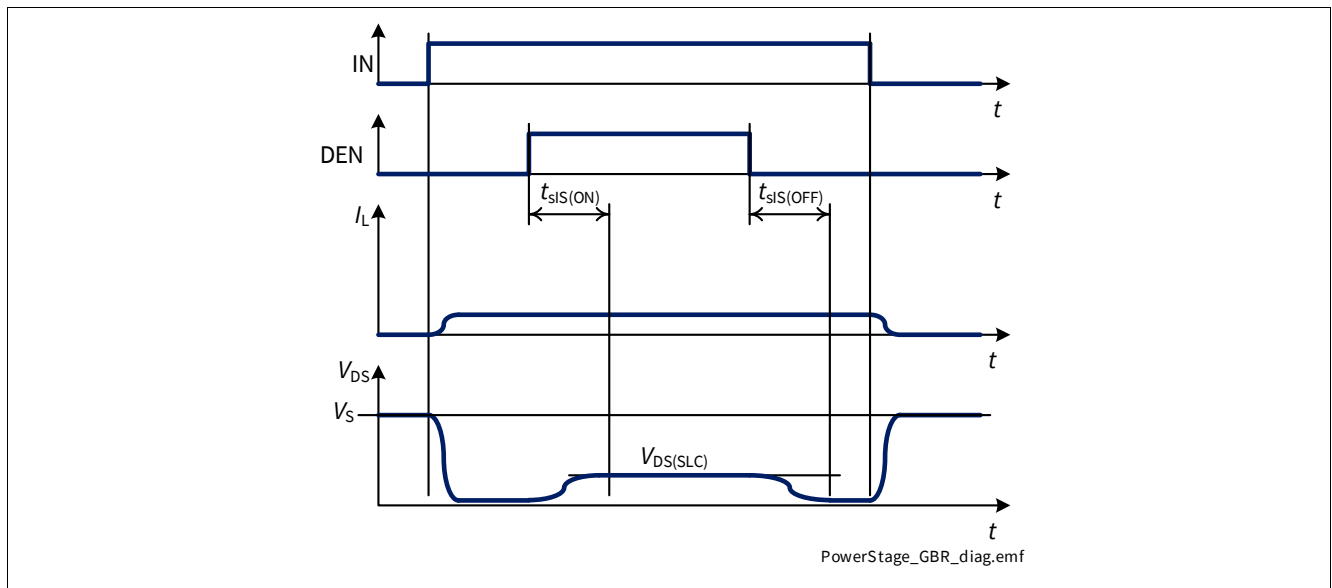 IN
t
DEN
t
tsIS(ON)
tsIS(OFF)
IL
t
VDS
VS
VDS(SLC)
t
PowerStage_GBR_diag.emf